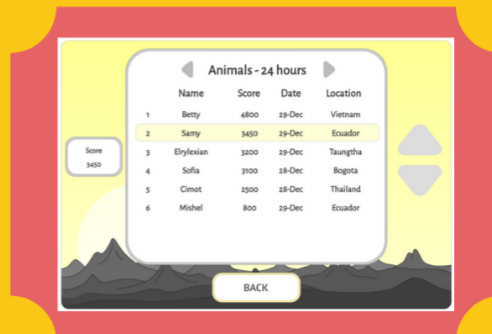 Animals - 24 hours
Name Score Date Location
1 Betty 4800 29-Dec Vietnam
2 Samy 3450 29-Dec Ecuador
3 Elrylexian 3200 29-Dec Taungtha
4 Sofia 3100 28-Dec Bogota
5 Cimot 2500 28-Dec Thailand
6 Mishel 800 29-Dec Ecuador
Score
3450
BACK